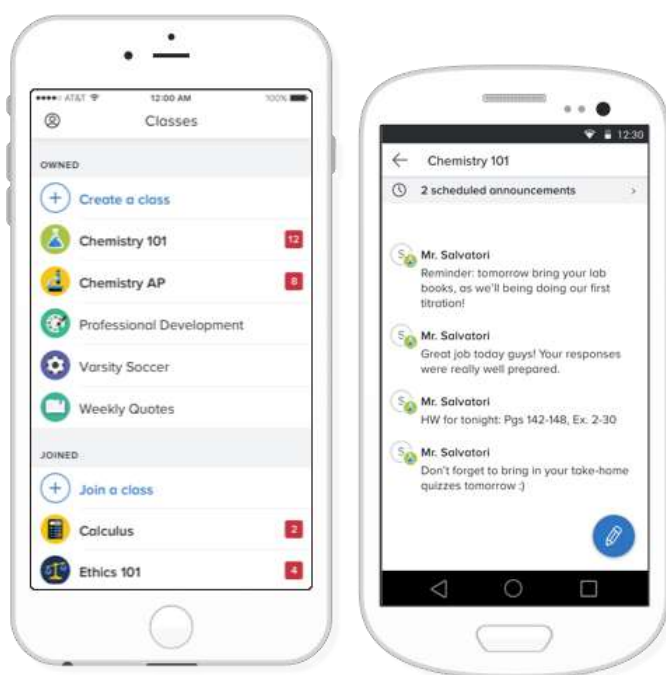 AT&T 12:00 AM 100%
Classes
OWNED
Create a class
Chemistry 101 12
Chemistry AP 8
Professional Development
Varsity Soccer
Weekly Quotes
JOINED
Join a class
Calculus 2
Ethics 101 4
12:30
Chemistry 101
2 scheduled announcements
S Mr. Salvatori
Reminder: tomorrow bring your lab
books, as we'll being doing our first
titration!
S Mr. Salvatori
Great job today guys! Your responses
were really well prepared.
S Mr. Salvatori
HW for tonight: Pgs 142-148, Ex. 2-30
S Mr. Salvatori
Don't forget to bring in your take-home
quizzes tomorrow :)